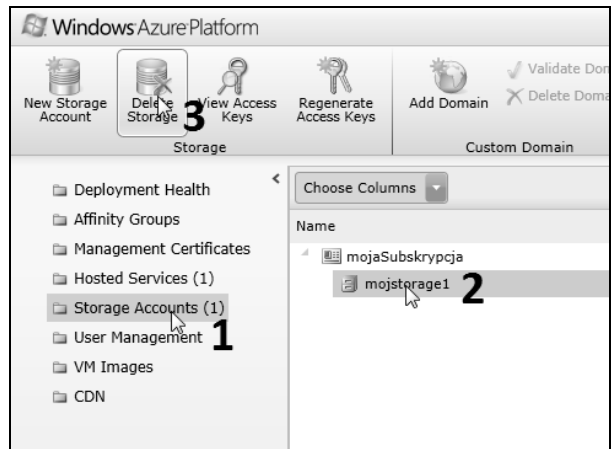 Windows Azure Platform
New Storage Account
Delete Storage
3
View Access Keys
Regenerate Access Keys
Add Domain
Validate Dom
Delete Doma
Storage
Custom Domain
Deployment Health
Affinity Groups
Management Certificates
Hosted Services (1)
Storage Accounts (1)
1
User Management
VM Images
CDN
Choose Columns
Name
mojaSubskrypcja
mojstorage1
2